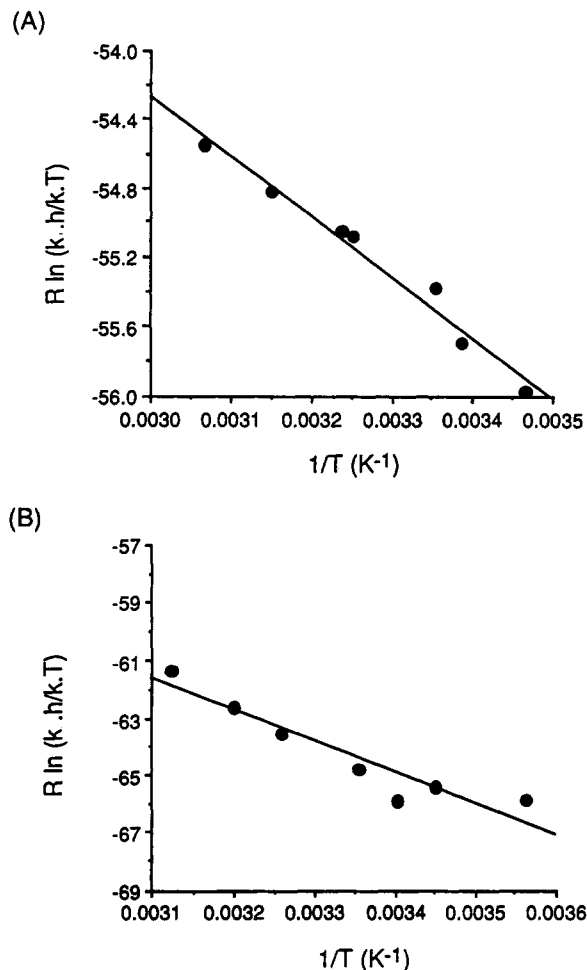 (A)
-54.0
-54.4
-54.8
-55.2
-55.6
-56.0
R ln (k..h/k.T)
0.0030 0.0031 0.0032 0.0033 0.0034 0.0035
1/T (K-1)
(B)
-57
-59
-61
-63
-65
-67
-69
R ln (k .h/k.T)
0.0031 0.0032 0.0033 0.0034 0.0035 0.0036
1/T (K-1)